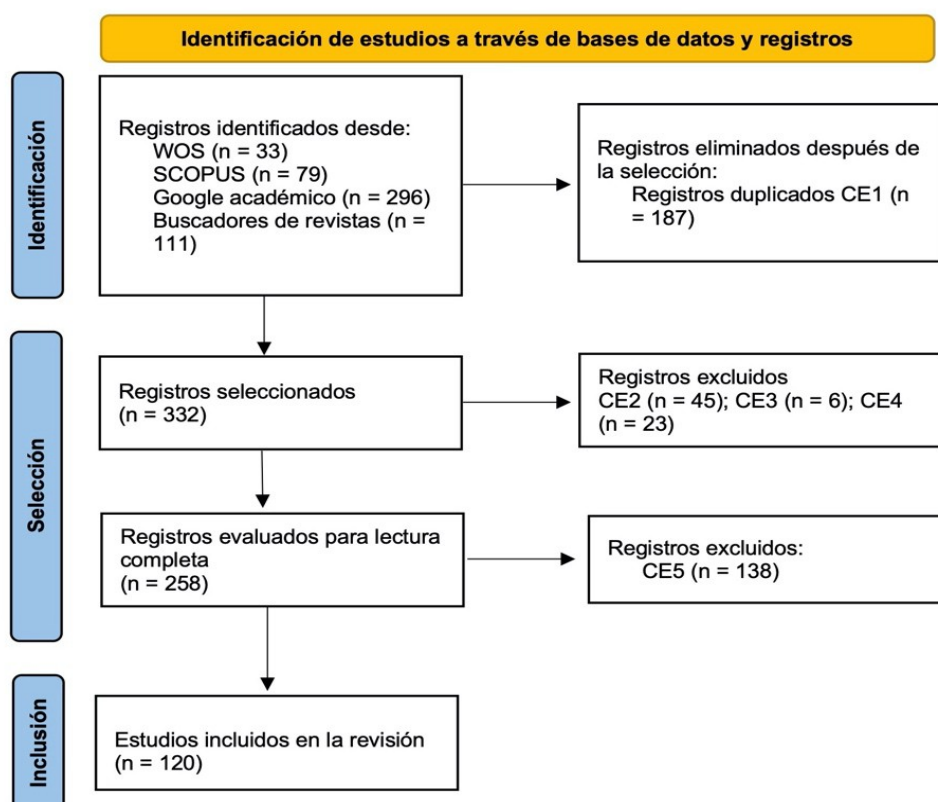 Identificación de estudios a través de bases de datos y registros
Identificación
Registros identificados desde:
WOS (n = 33)
SCOPUS (n = 79)
Google académico (n = 296)
Buscadores de revistas (n =
111)
Registros eliminados después de
la selección:
Registros duplicados CE1 (n
= 187)
Selección
Registros seleccionados
(n = 332)
Registros excluidos
CE2 (n = 45); CE3 (n = 6); CE4
(n = 23)
Registros evaluados para lectura
completa
(n = 258)
Registros excluidos:
CE5 (n = 138)
Inclusión
Estudios incluidos en la revisión
(n = 120)